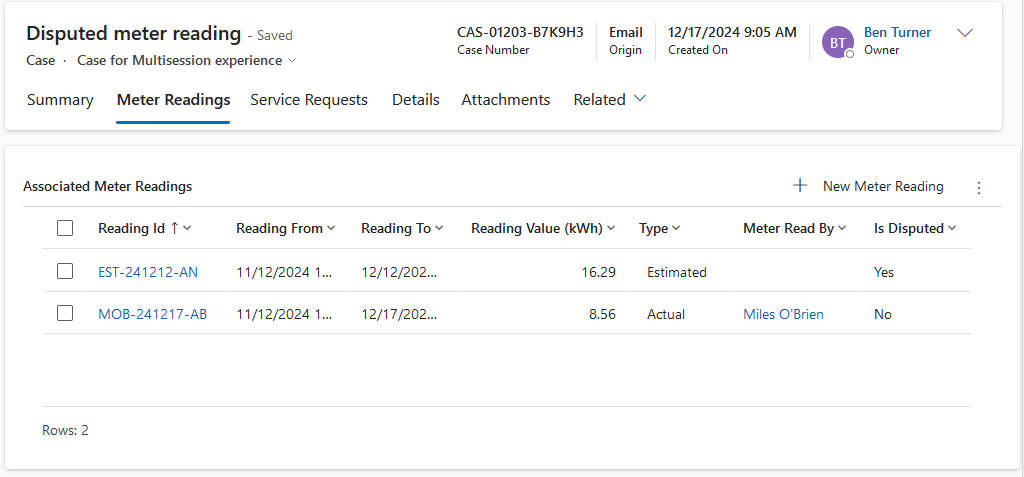 Disputed meter reading - Saved
Case · Case for Multisession experience
CAS-01203-B7K9H3
Case Number
Email
Origin
12/17/2024 9:05 AM
Created On
BT
Ben Turner
Owner
Summary Meter Readings Service Requests Details Attachments Related
Associated Meter Readings
New Meter Reading
Reading Id ↑ Reading From Reading To Reading Value (kWh) Type Meter Read By Is Disputed
EST-241212-AN 11/12/2024 1... 12/12/202... 16.29 Estimated Yes
MOB-241217-AB 11/12/2024 1... 12/17/202... 8.56 Actual Miles O'Brien No
Rows: 2